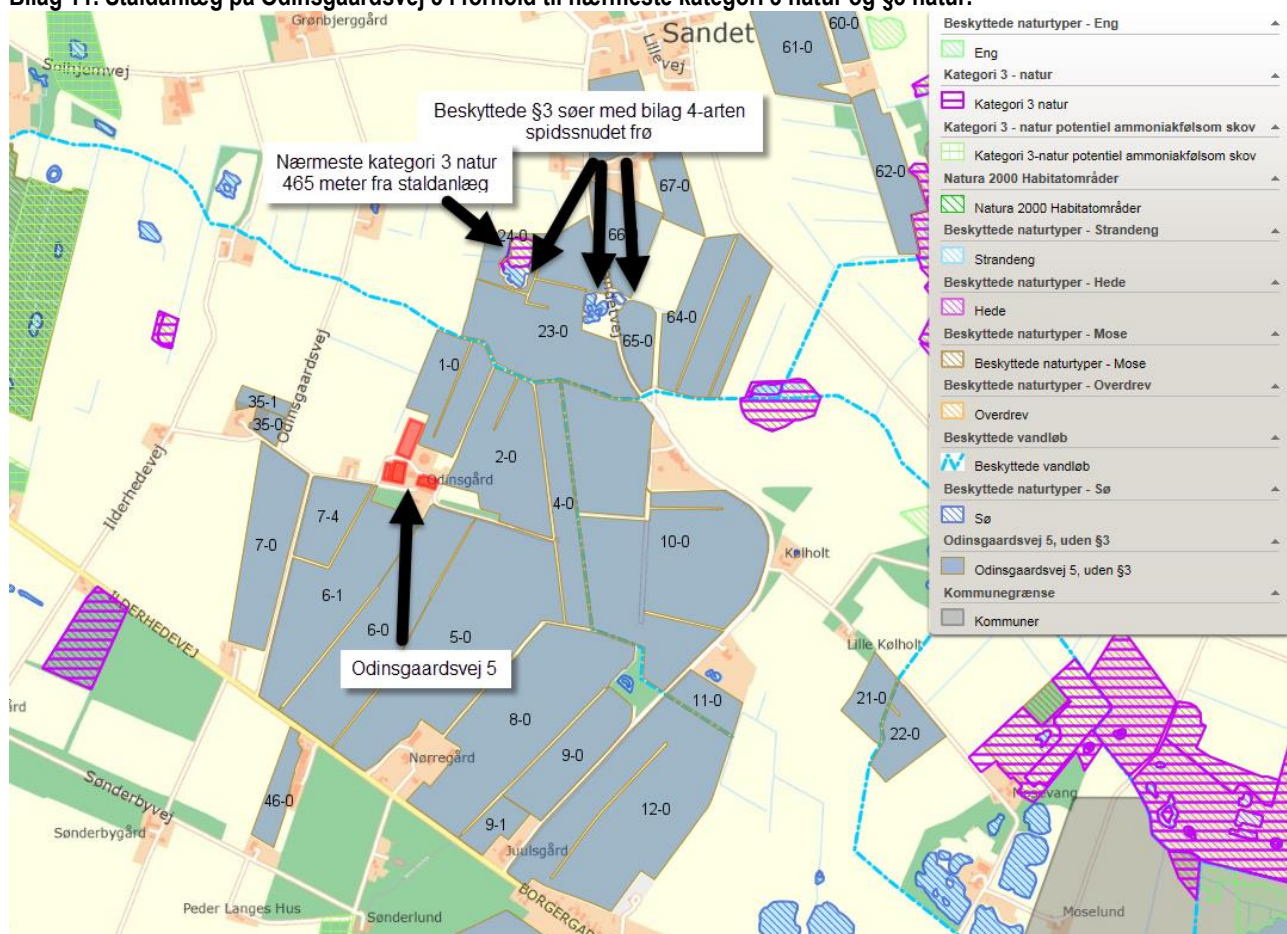 Bilag 11: Staldanlæg på Odinsgaardsvej 5 i forhold til nærmeste kategori 3 natur og §3 natur.
Grønbjerggård
Sandet
Lillevej
60-0
61-0
Solhjemvej
Beskyttede §3 søer med bilag 4-arten
spidssnudet frø
Nærmeste kategori 3 natur
465 meter fra staldanlæg
62-0
67-0
24-0
66
64-0
23-0
65-0
1-0
Odinsgaardsvej
35-1
35-0
2-0
Odinsgård
Ilderhedevej
4-0
7-4
7-0
10-0
Kølholt
6-1
6-0
5-0
ILDERHEDEVEJ
Odinsgaardsvej 5
Lille Kølholt
11-0
21-0
22-0
8-0
Nørregård
9-0
46-0
12-0
Mosevang
Sønderbyvej
Sønderbygård
9-1
Juulsgård
BORGERGAD
Peder Langes Hus
Sønderlund
Moselund
Beskyttede naturtyper - Eng
Eng
Kategori 3 - natur
Kategori 3 natur
Kategori 3 - natur potentiel ammoniakfølsom skov
Kategori 3-natur potentiel ammoniakfølsom skov
Natura 2000 Habitatområder
Natura 2000 Habitatområder
Beskyttede naturtyper - Strandeng
Strandeng
Beskyttede naturtyper - Hede
Hede
Beskyttede naturtyper - Mose
Beskyttede naturtyper - Mose
Beskyttede naturtyper - Overdrev
Overdrev
Beskyttede vandløb
Beskyttede vandløb
Beskyttede naturtyper - Sø
Sø
Odinsgaardsvej 5, uden §3
Odinsgaardsvej 5, uden §3
Kommunegrænse
Kommuner